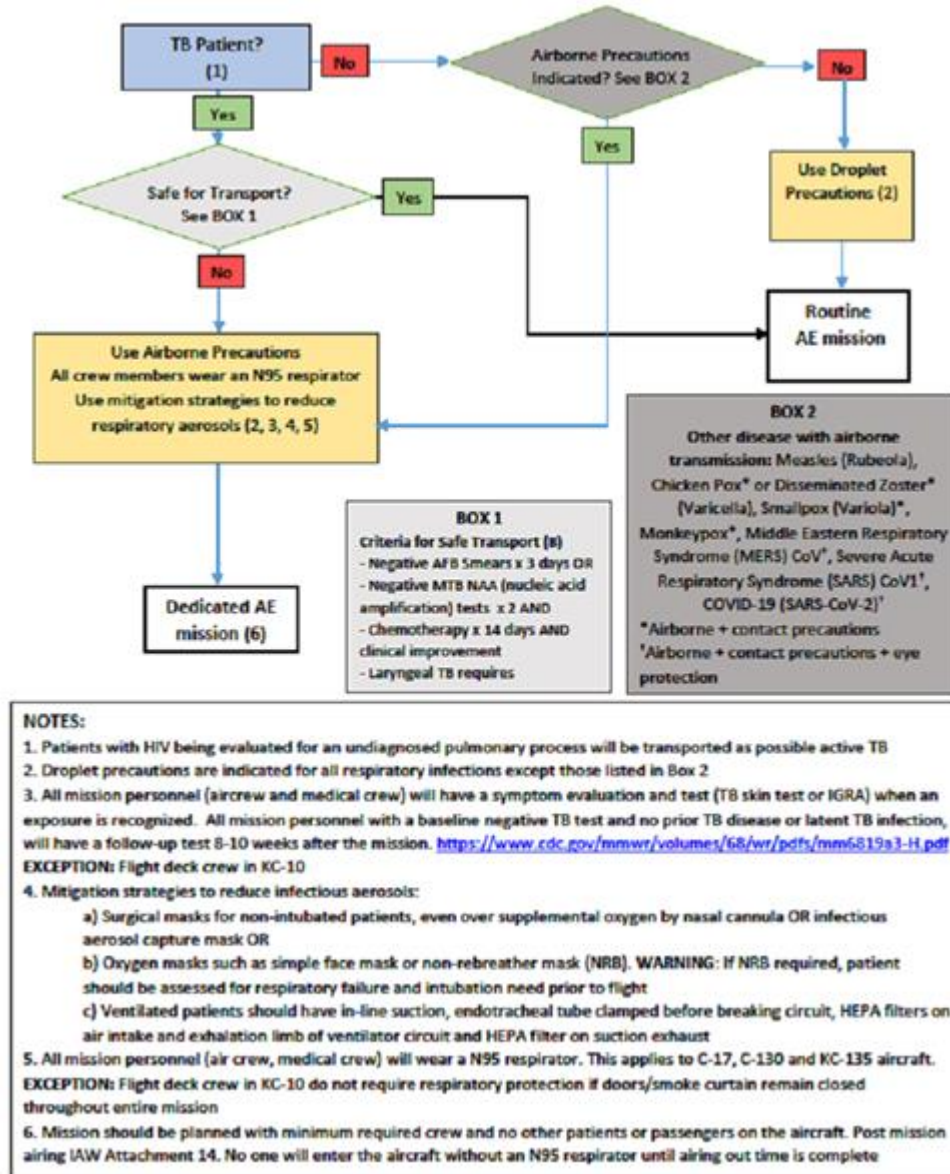 TB Patient?
(1)
No
Airborne Precautions
Indicated? See BOX 2
No
Yes
Yes
Safe for Transport?
See BOX 1
Yes
Use Droplet
Precautions (2)
No
Routine
AE mission
Use Airborne Precautions
All crew members wear an N95 respirator
Use mitigation strategies to reduce
respiratory aerosols (2, 3, 4, 5)
BOX 2
Other disease with airborne
transmission: Measles (Rubeola),
Chicken Pox* or Disseminated Zoster*
(Varicella), Smallpox (Variola)*,
Monkeypox*, Middle Eastern Respiratory
Syndrome (MERS) CoV†, Severe Acute
Respiratory Syndrome (SARS) CoV1†,
COVID-19 (SARS-CoV-2)†
*Airborne + contact precautions
†Airborne + contact precautions + eye
protection
BOX 1
Criteria for Safe Transport (8)
- Negative AFB Smears x 3 days OR
- Negative MTB NAA (nucleic acid
amplification) tests x 2 AND
- Chemotherapy x 14 days AND
clinical improvement
- Laryngeal TB requires
Dedicated AE
mission (6)
NOTES:
1. Patients with HIV being evaluated for an undiagnosed pulmonary process will be transported as possible active TB
2. Droplet precautions are indicated for all respiratory infections except those listed in Box 2
3. All mission personnel (aircrew and medical crew) will have a symptom evaluation and test (TB skin test or IGRA) when an
exposure is recognized. All mission personnel with a baseline negative TB test and no prior TB disease or latent TB infection,
will have a follow-up test 8-10 weeks after the mission. https://www.cdc.gov/mmwr/volumes/68/wr/pdfs/mm6819a3-H.pdf
EXCEPTION: Flight deck crew in KC-10
4. Mitigation strategies to reduce infectious aerosols:
a) Surgical masks for non-intubated patients, even over supplemental oxygen by nasal cannula OR infectious
aerosol capture mask OR
b) Oxygen masks such as simple face mask or non-rebreather mask (NRB). WARNING: If NRB required, patient
should be assessed for respiratory failure and intubation need prior to flight
c) Ventilated patients should have in-line suction, endotracheal tube clamped before breaking circuit, HEPA filters on
air intake and exhalation limb of ventilator circuit and HEPA filter on suction exhaust
5. All mission personnel (air crew, medical crew) will wear a N95 respirator. This applies to C-17, C-130 and KC-135 aircraft.
EXCEPTION: Flight deck crew in KC-10 do not require respiratory protection if doors/smoke curtain remain closed
throughout entire mission
6. Mission should be planned with minimum required crew and no other patients or passengers on the aircraft. Post mission
airing IAW Attachment 14. No one will enter the aircraft without an N95 respirator until airing out time is complete